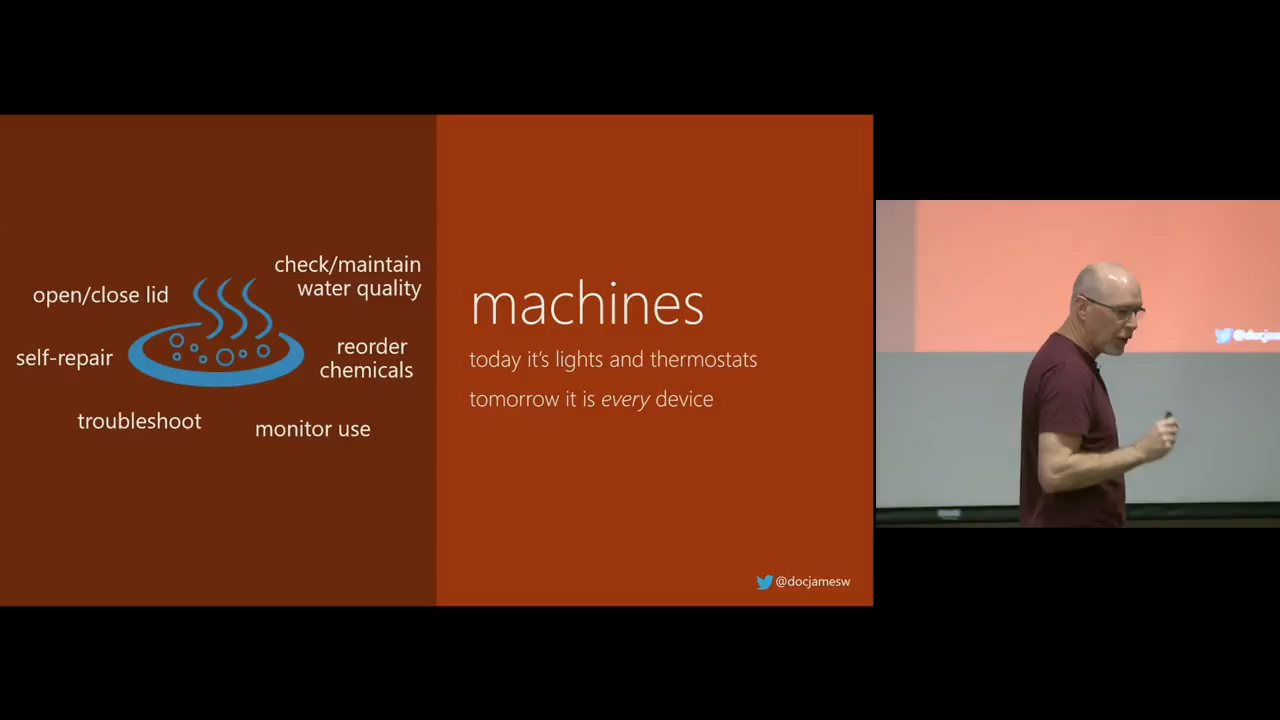 open/close lid
check/maintain
water quality
self-repair
reorder
chemicals
troubleshoot
monitor use
machines
today it's lights and thermostats
tomorrow it is every device
@docjamesw